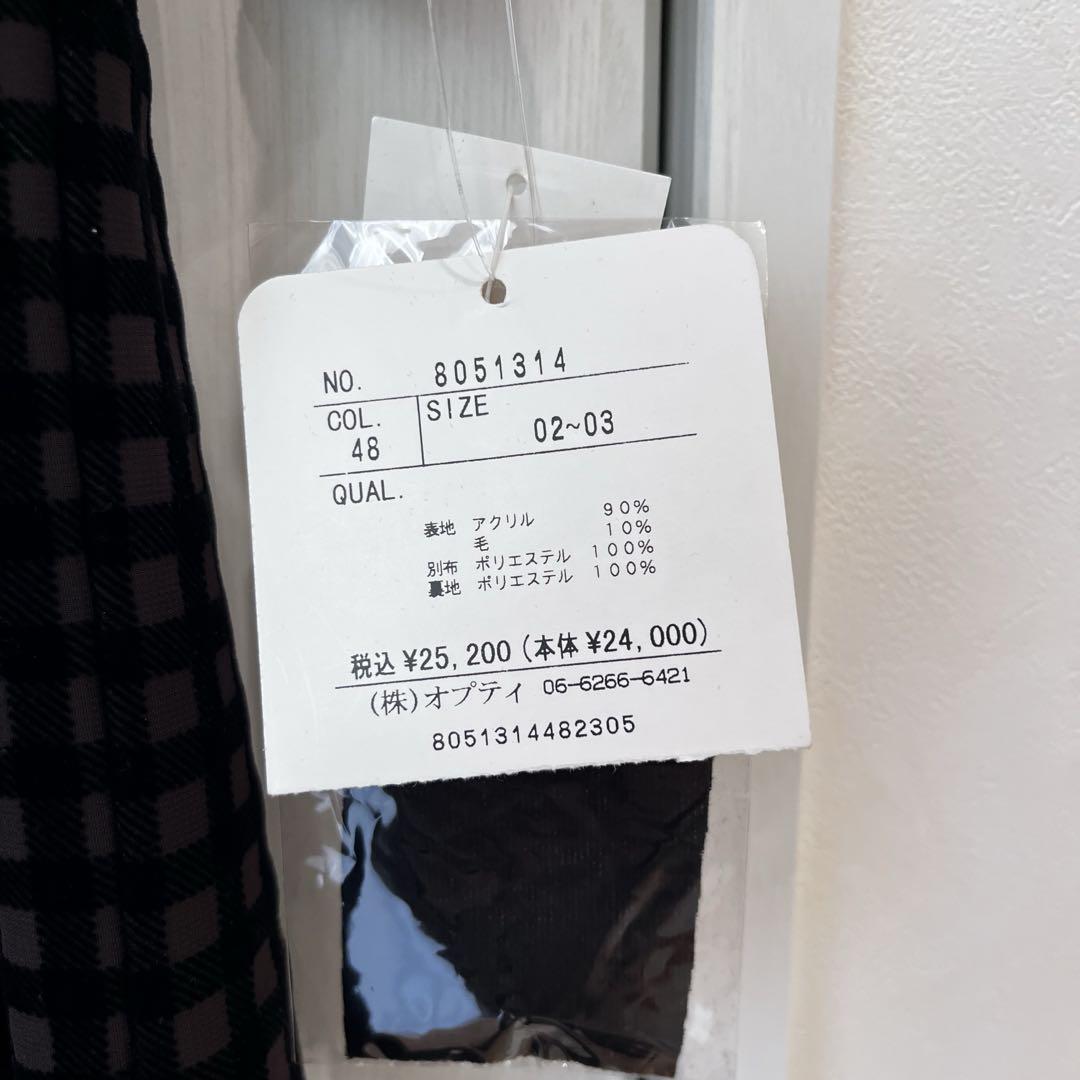 NO. 8051314
COL. SIZE
48 02~03
QUAL.
表地 アクリル 90%
毛 10%
別布 ポリエステル 100%
裏地 ポリエステル 100%
税込 ¥25,200 (本体 ¥24,000)
(株)オプティ 06-6266-6421
8051314482305